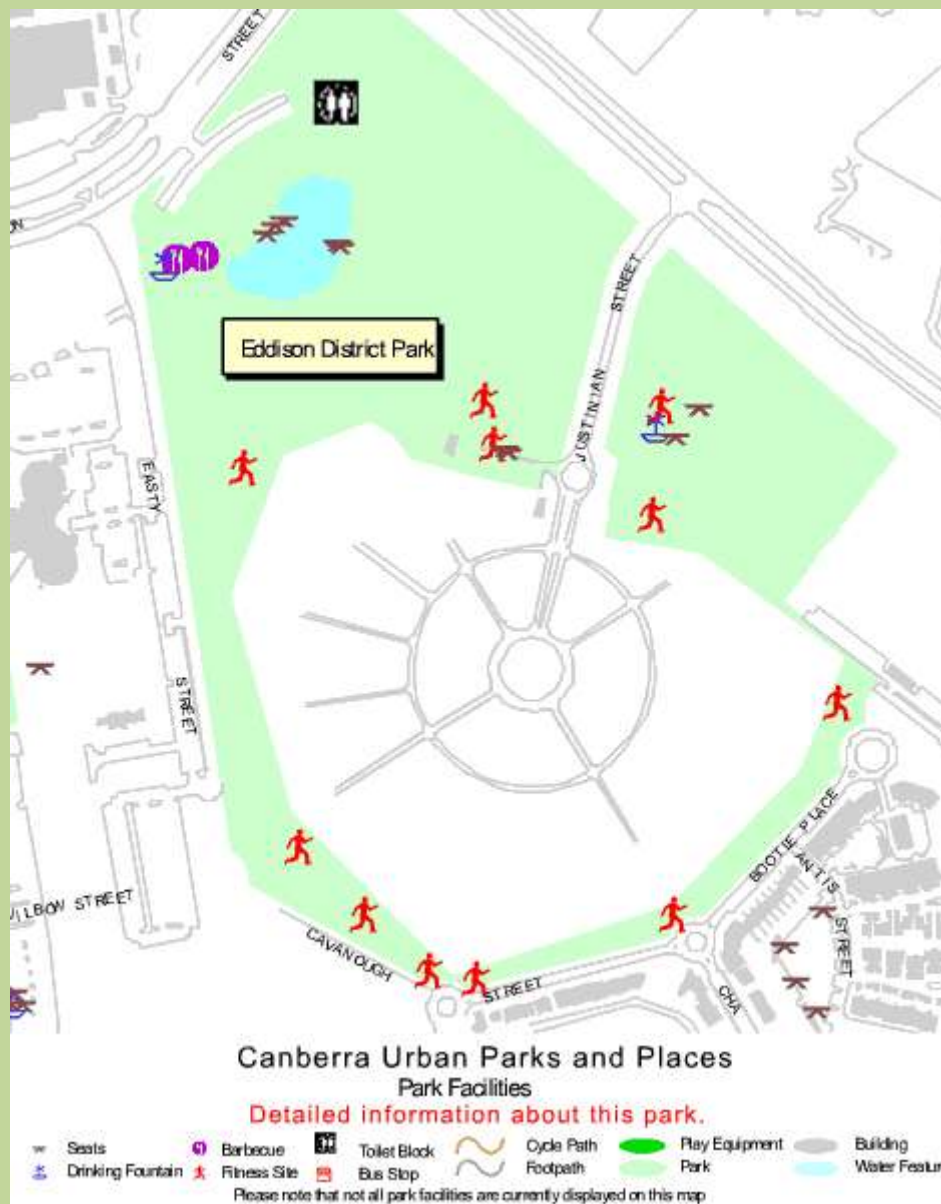 STREET
ON
Eddison District Park
JUSTINIAN STREET
EASTY STREET
WILBOW STREET
CAVANOUGH STREET
BOOTIE PLACE
ANTIS STREET
CHA
Canberra Urban Parks and Places
Park Facilities
Detailed information about this park.
Seats Barbecue Toilet Block Cycle Path Play Equipment Building
Drinking Fountain Fitness Site Bus Stop Footpath Park Water Featur
Please note that not all park facilities are currently displayed on this map